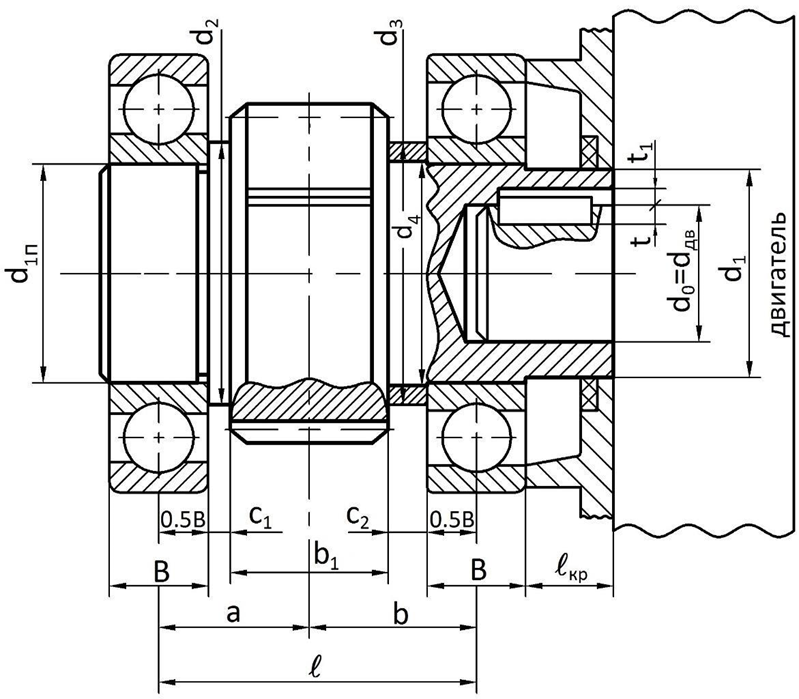 d₂
d₃
t₁
d₄
t
d₁п
d₀=dдв
d₁
двигатель
0.5B
c₁
c₂
0.5B
b₁
B
B
ℓкр
a
b
ℓ